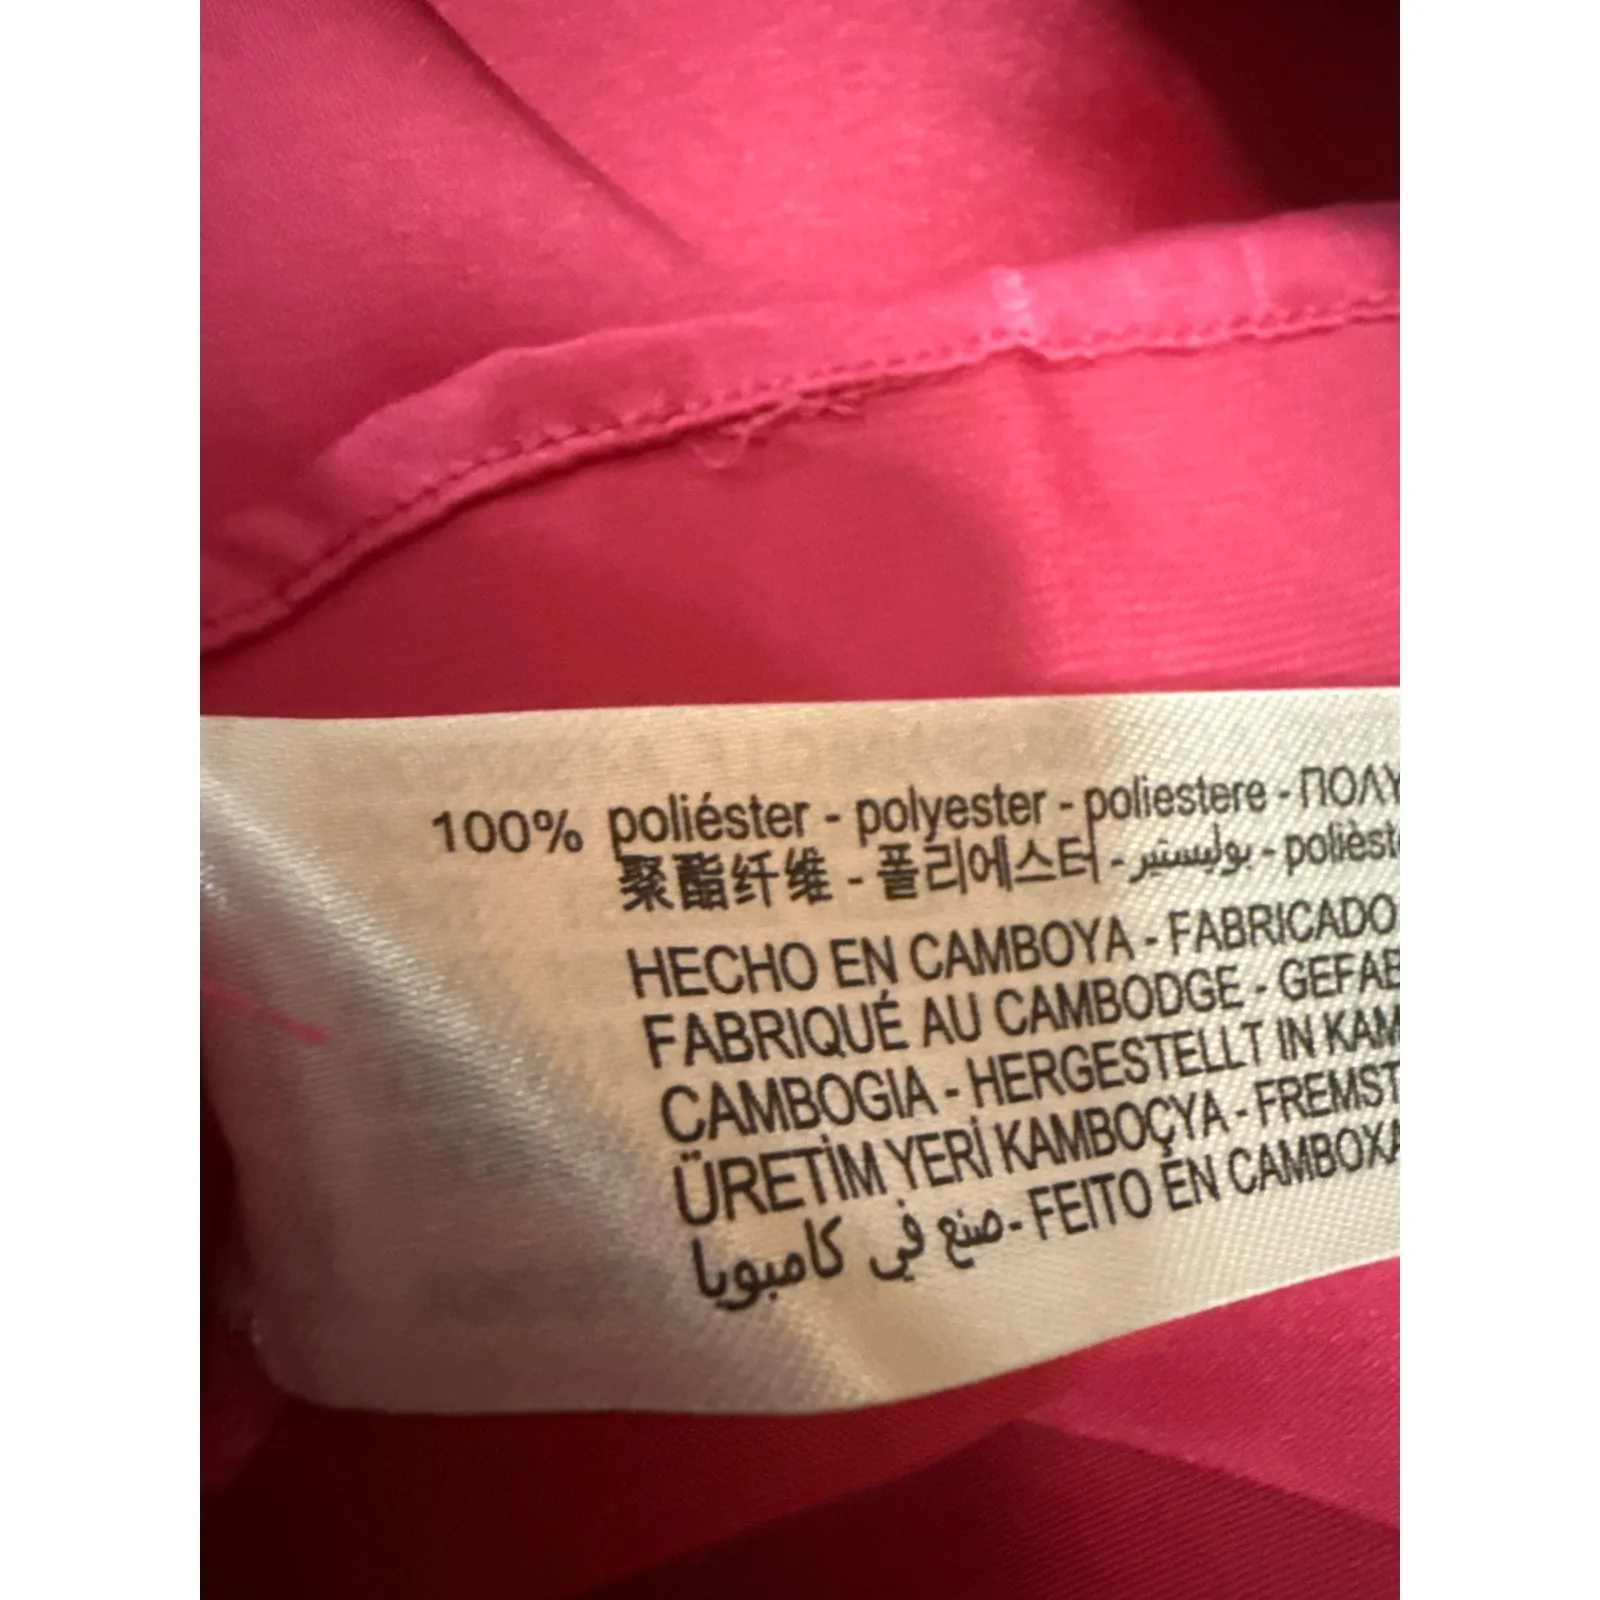 100% poliéster - polyester - poliestere - ΠΟΛΥ
聚酯纤维 - 폴리에스터 - بوليستير - polièst
HECHO EN CAMBOYA - FABRICADO
FABRIQUÉ AU CAMBODGE - GEFAB
CAMBOGIA - HERGESTELLT IN KAM
ÜRETİM YERİ KAMBOÇYA - FREMST
صنع في كامبويا - FEITO EN CAMBOXA